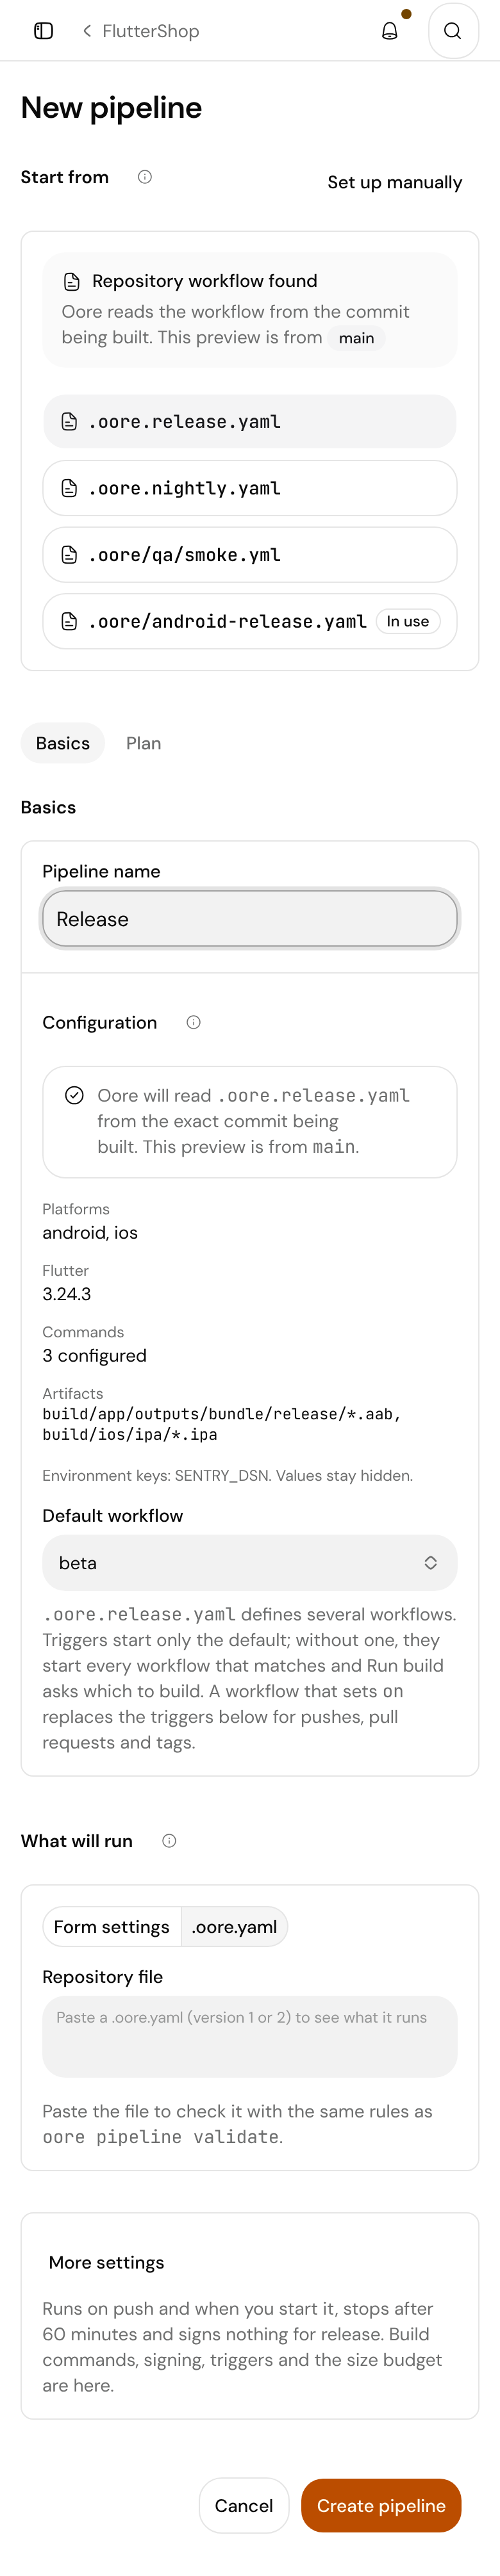 FlutterShop
New pipeline
Start from
Set up manually
Repository workflow found
Oore reads the workflow from the commit
being built. This preview is from main
.oore.release.yaml
.oore.nightly.yaml
.oore/qa/smoke.yml
.oore/android-release.yaml In use
Basics Plan
Basics
Pipeline name
Release
Configuration
Oore will read .oore.release.yaml
from the exact commit being
built. This preview is from main.
Platforms
android, ios
Flutter
3.24.3
Commands
3 configured
Artifacts
build/app/outputs/bundle/release/*.aab,
build/ios/ipa/*.ipa
Environment keys: SENTRY_DSN. Values stay hidden.
Default workflow
beta
.oore.release.yaml defines several workflows.
Triggers start only the default; without one, they
start every workflow that matches and Run build
asks which to build. A workflow that sets on
replaces the triggers below for pushes, pull
requests and tags.
What will run
Form settings .oore.yaml
Repository file
Paste a .oore.yaml (version 1 or 2) to see what it runs
Paste the file to check it with the same rules as
oore pipeline validate.
More settings
Runs on push and when you start it, stops after
60 minutes and signs nothing for release. Build
commands, signing, triggers and the size budget
are here.
Cancel Create pipeline